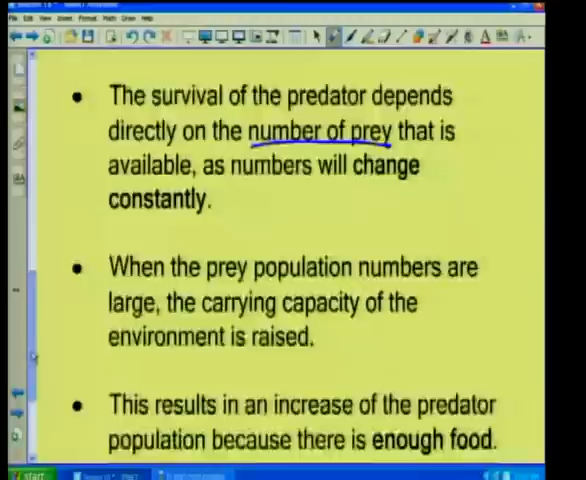 File Edit View Insert Format Math Draw Help
• The survival of the predator depends
directly on the number of prey that is
available, as numbers will change
constantly.
• When the prey population numbers are
large, the carrying capacity of the
environment is raised.
• This results in an increase of the predator
population because there is enough food.
start